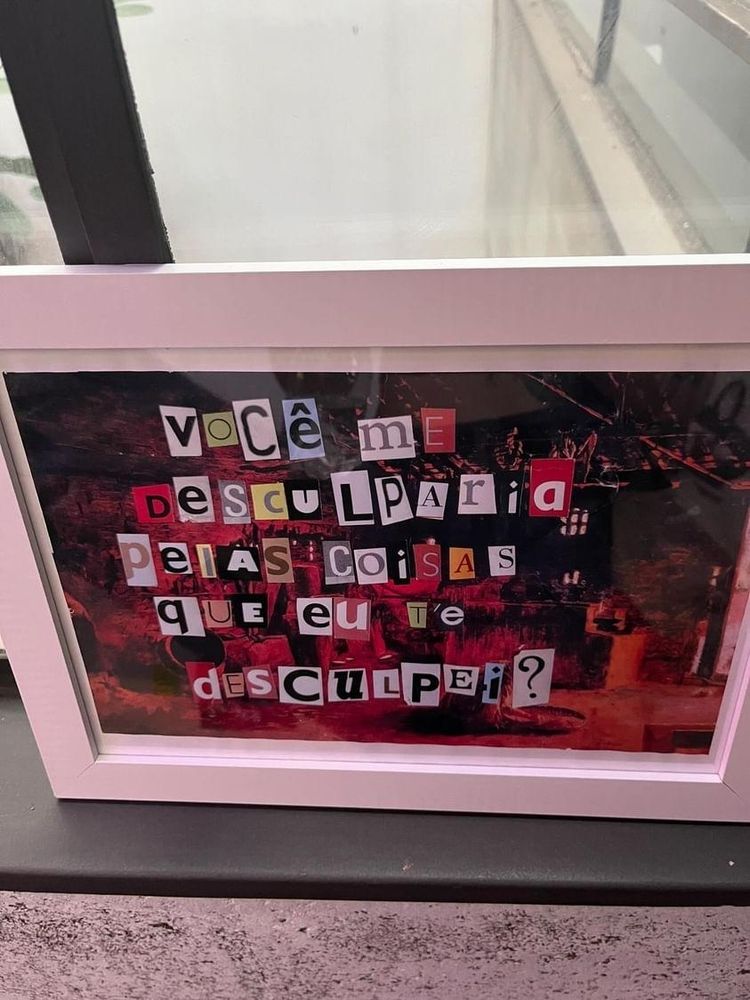 VOCÊ mE
DesCuLPAria
peLAS COiSAS
qUE eu Te
dESCuLPEi?